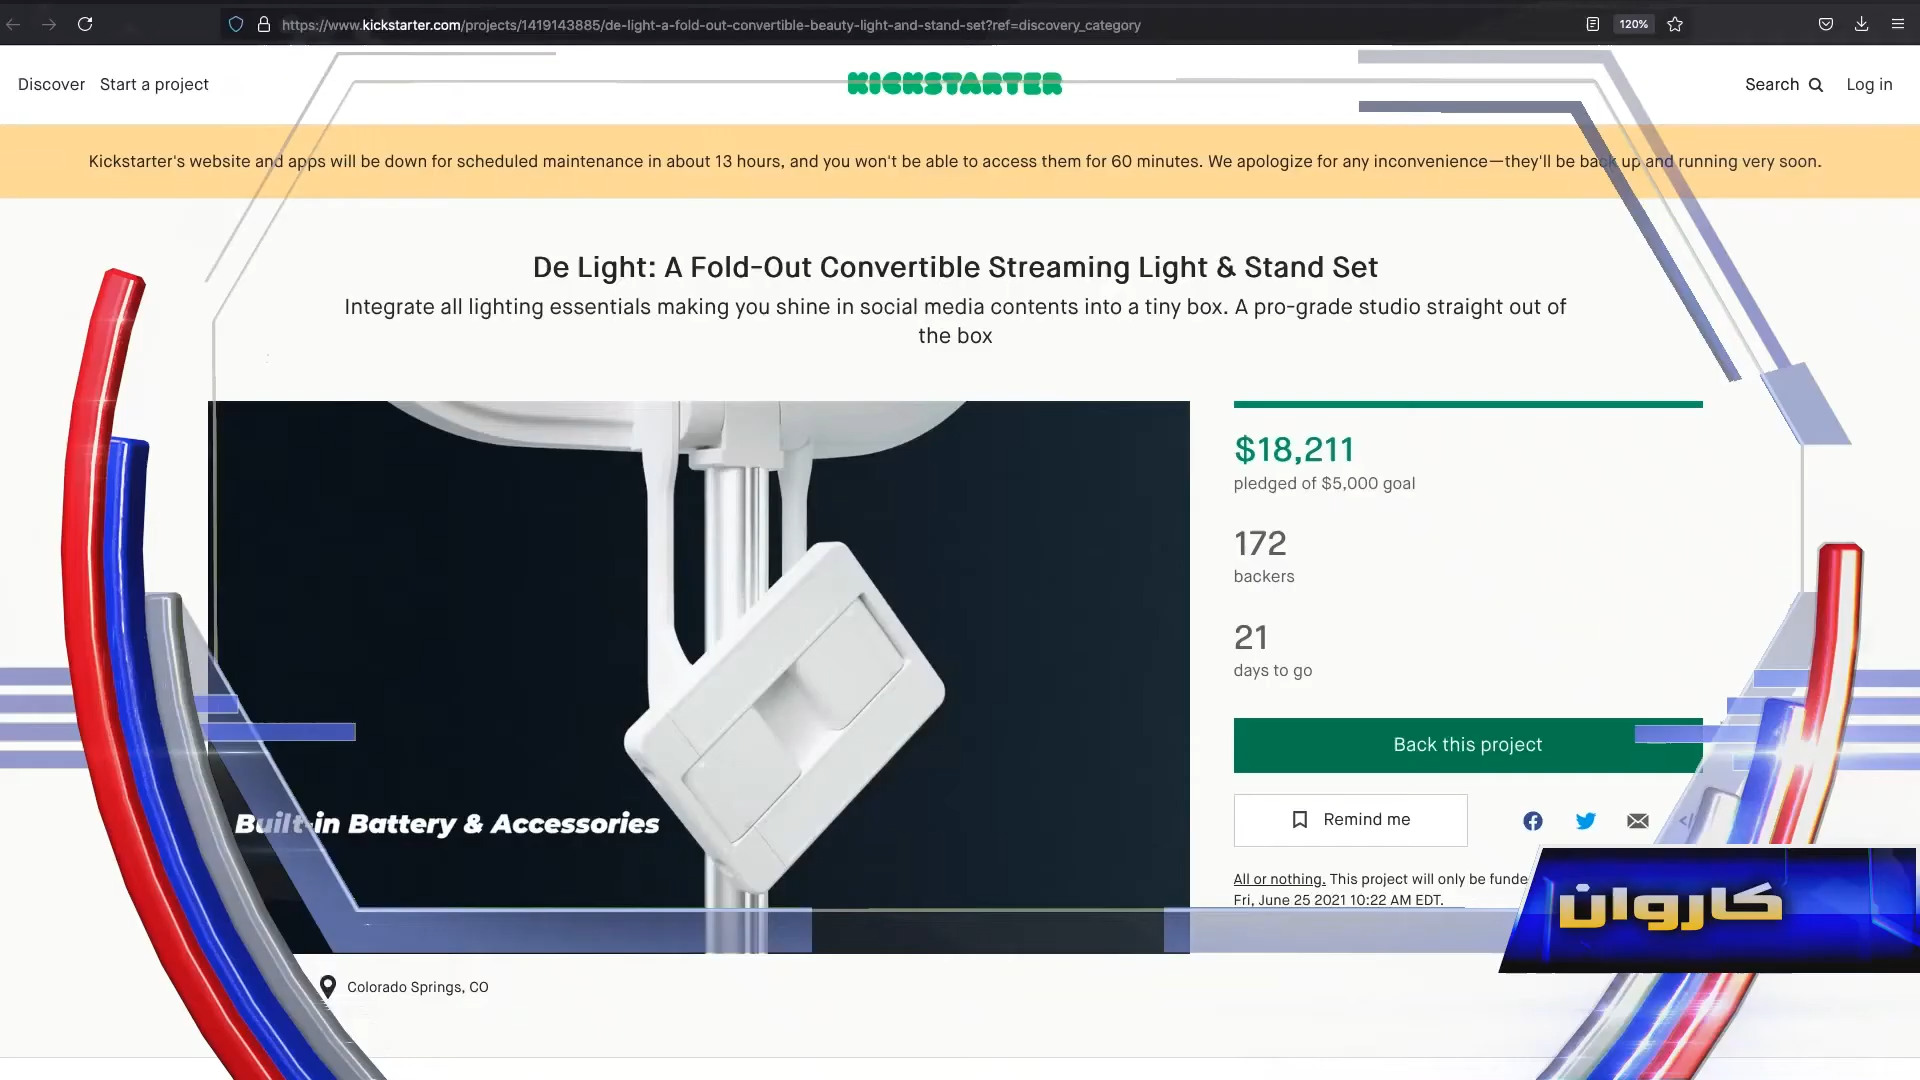 https://www.kickstarter.com/projects/1419143885/de-light-a-fold-out-convertible-beauty-light-and-stand-set?ref=discovery_category
120%
Discover Start a project
KICKSTARTER
Search Log in
Kickstarter's website and apps will be down for scheduled maintenance in about 13 hours, and you won't be able to access them for 60 minutes. We apologize for any inconvenience—they'll be back up and running very soon.
De Light: A Fold-Out Convertible Streaming Light & Stand Set
Integrate all lighting essentials making you shine in social media contents into a tiny box. A pro-grade studio straight out of
the box
$18,211
pledged of $5,000 goal
172
backers
21
days to go
Back this project
Built-in Battery & Accessories
Remind me
All or nothing. This project will only be funde
Fri, June 25 2021 10:22 AM EDT.
کاروان
Colorado Springs, CO